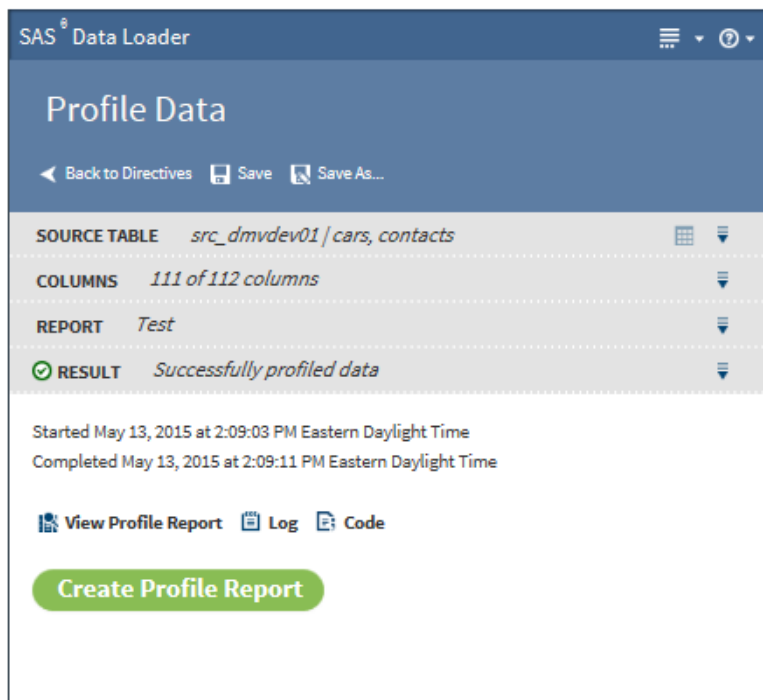 SAS® Data Loader
Profile Data
Back to Directives Save Save As...
SOURCE TABLE src_dmvdev01 | cars, contacts
COLUMNS 111 of 112 columns
REPORT Test
RESULT Successfully profiled data
Started May 13, 2015 at 2:09:03 PM Eastern Daylight Time
Completed May 13, 2015 at 2:09:11 PM Eastern Daylight Time
View Profile Report Log Code
Create Profile Report